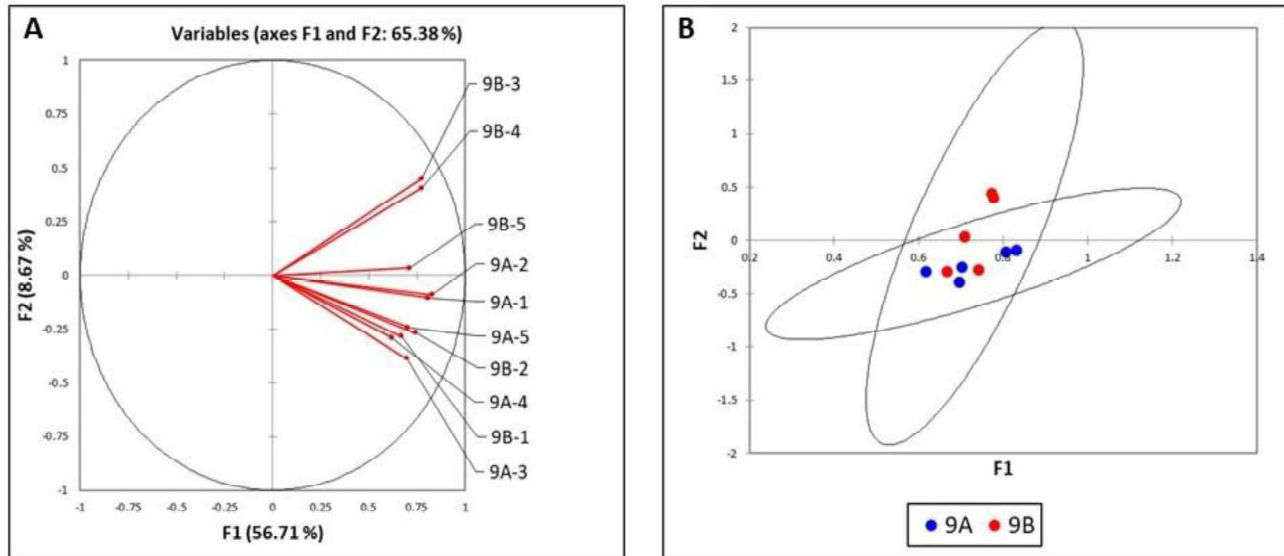 A
Variables (axes F1 and F2: 65.38 %)
1
0.75
0.5
0.25
0
-0.25
-0.5
-0.75
-1
-1
-0.75
-0.5
-0.25
0
0.25
0.5
0.75
1
F2 (8.67 %)
F1 (56.71 %)
9B-3
9B-4
9B-5
9A-2
9A-1
9A-5
9B-2
9A-4
9B-1
9A-3
B
2
1.5
1
0.5
0
-0.5
-1
-1.5
-2
0.2
0.4
0.6
0.8
1
1.2
1.4
F2
F1
9A 9B